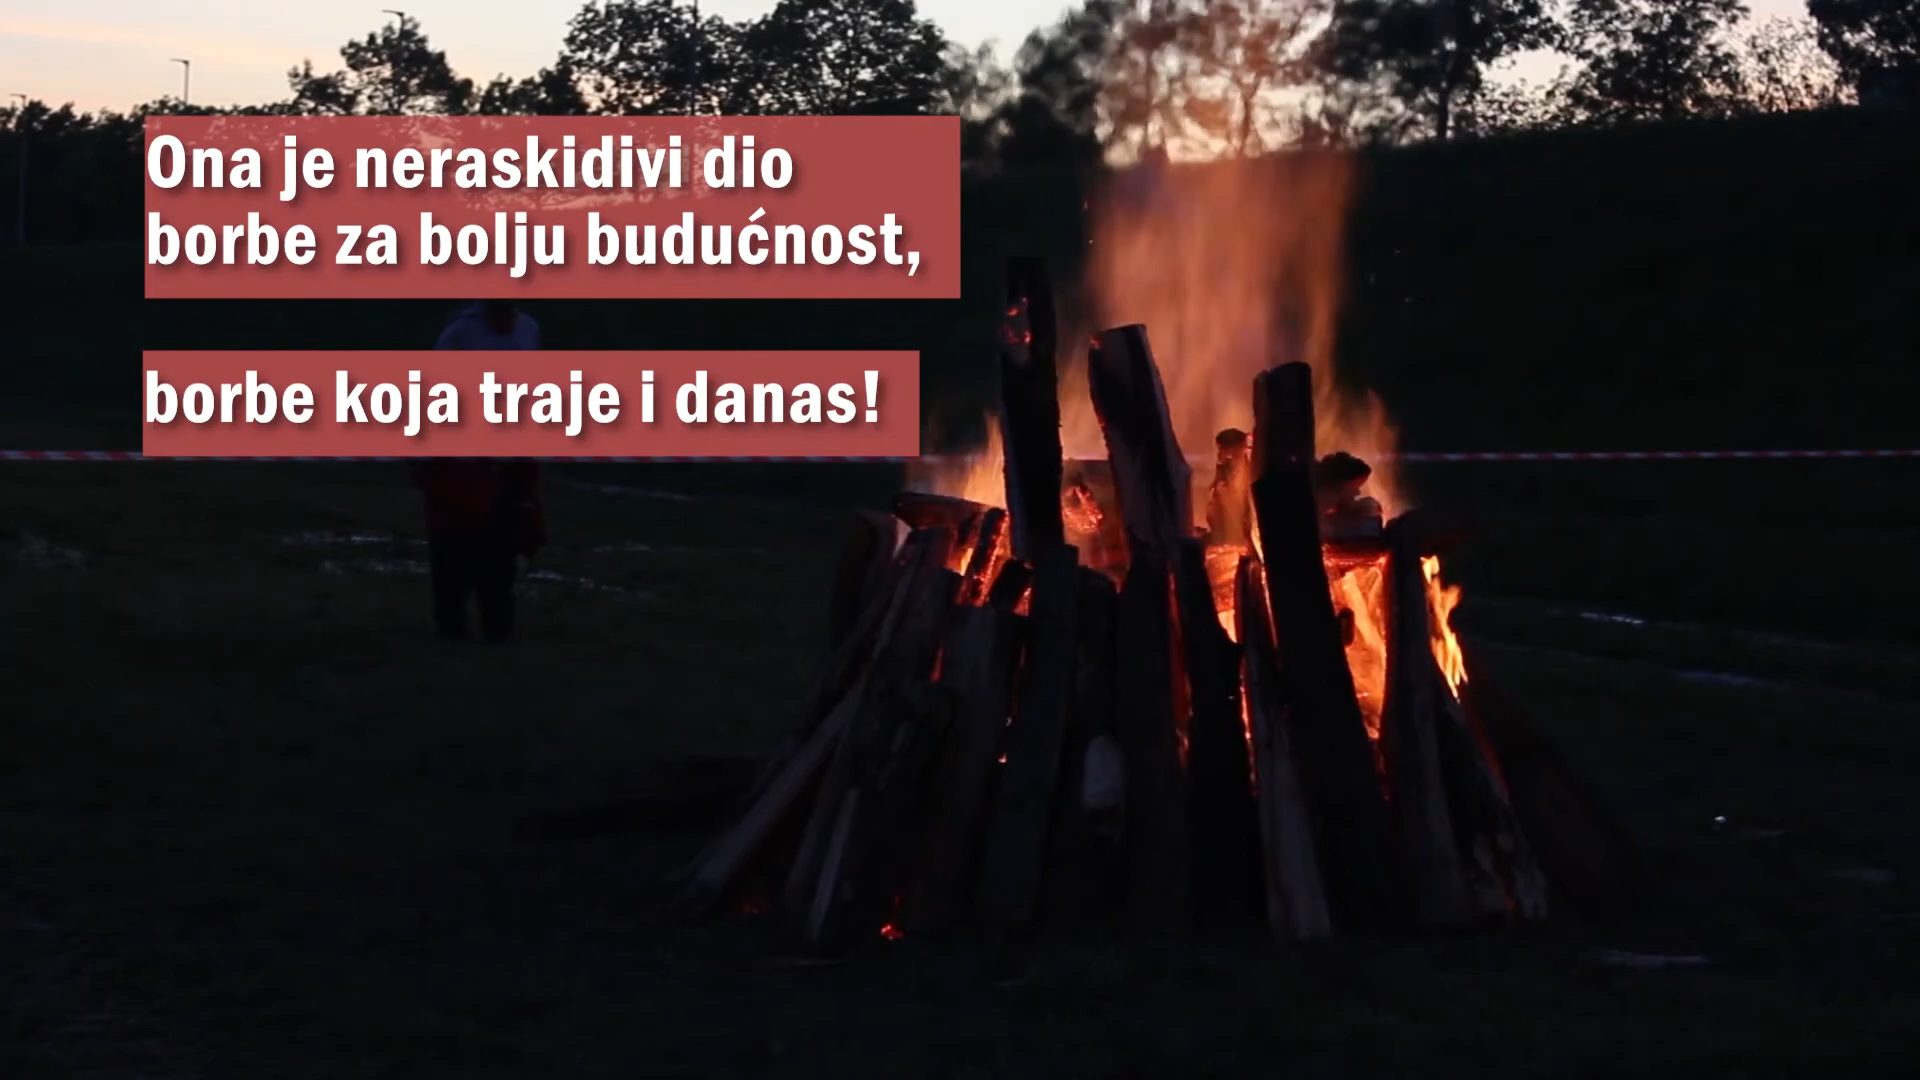 Ona je neraskidivi dio
borbe za bolju budućnost,
borbe koja traje i danas!